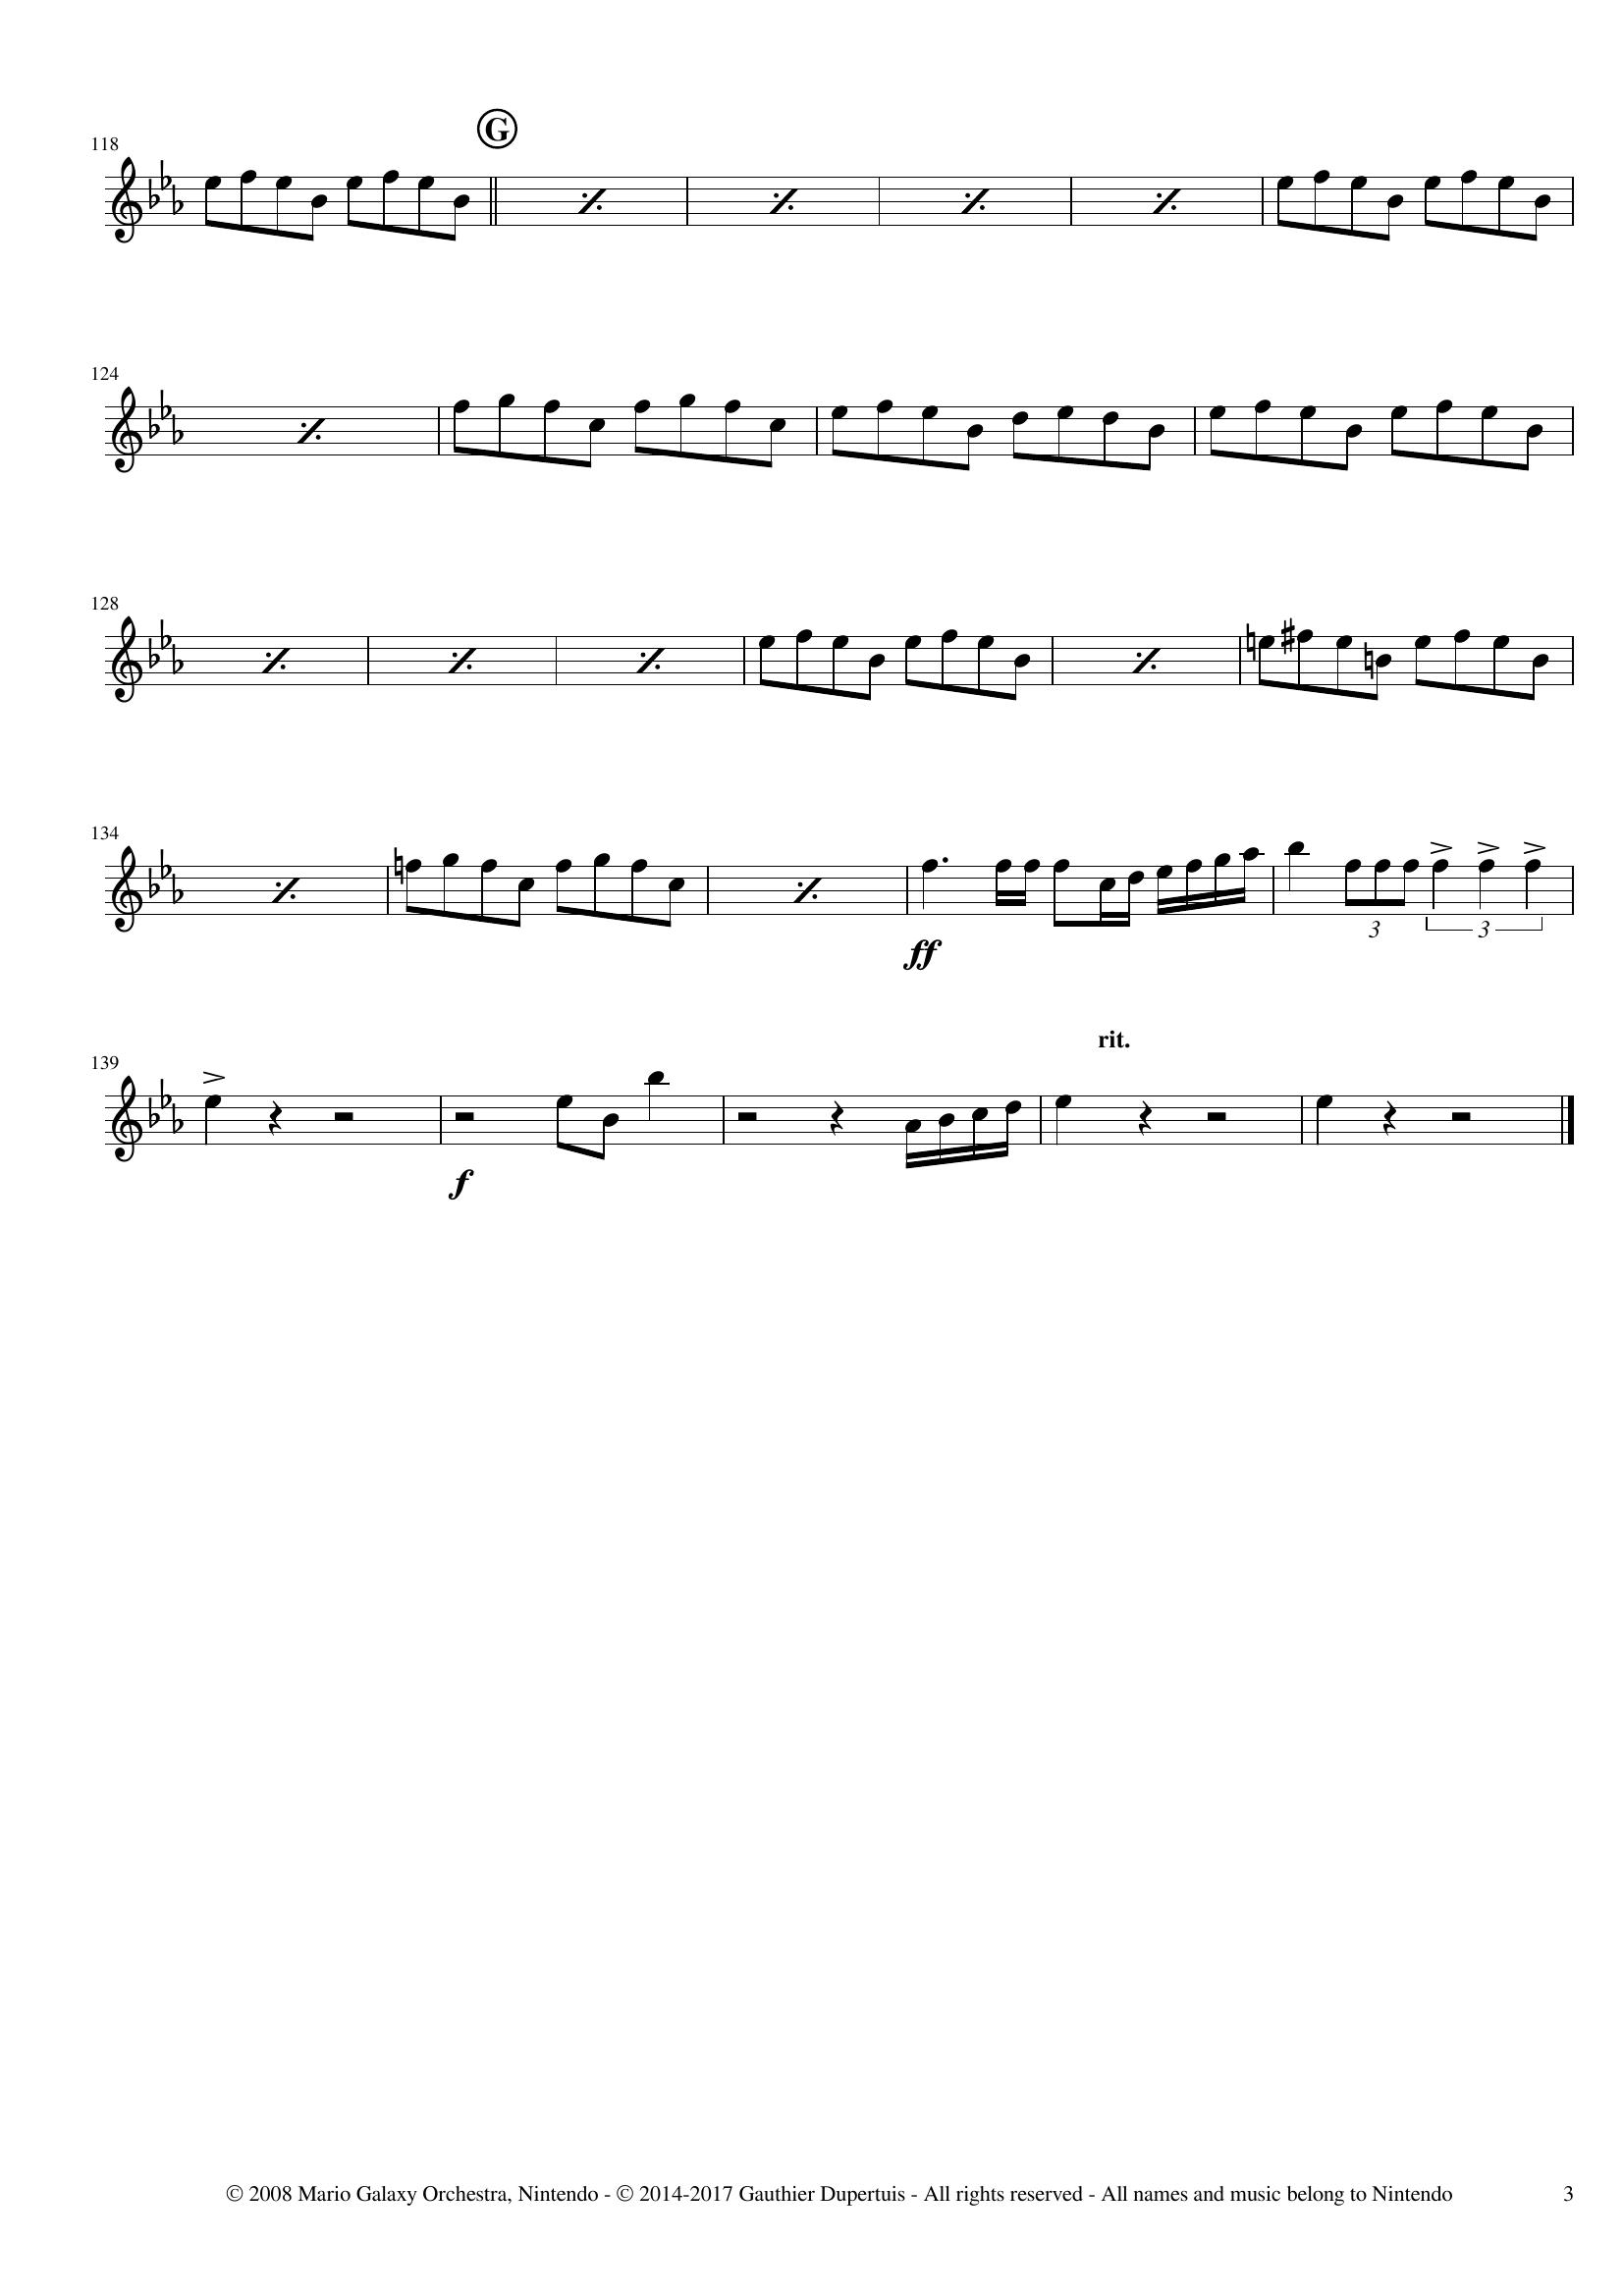 G
118
124
128
134
ff
3 3
rit.
139
f
© 2008 Mario Galaxy Orchestra, Nintendo - © 2014-2017 Gauthier Dupertuis - All rights reserved - All names and music belong to Nintendo 3